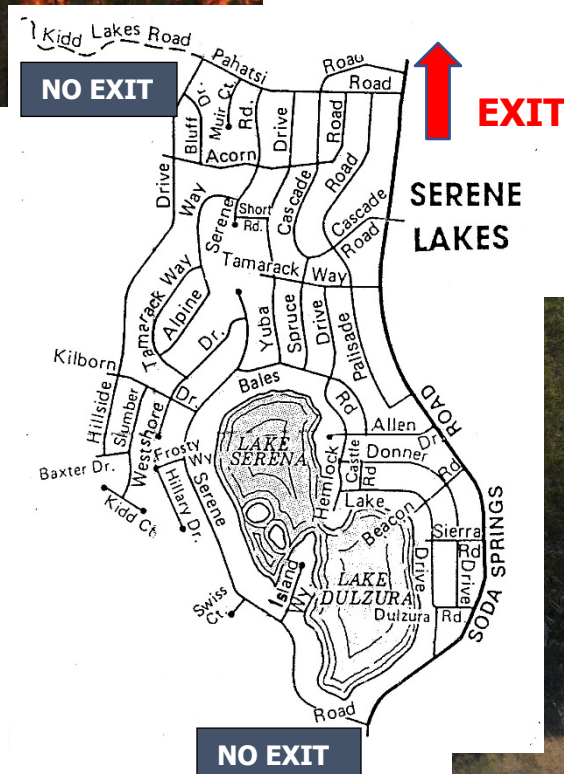 Kidd Lakes Road
NO EXIT
EXIT
Pahatsi
Road
Road
Bluff
Dr.
Muir Ct.
Rd.
Drive
Road
Acorn
Drive
Way
Serene
Short
Rd.
Cascade
Road
Cascade
Road
SERENE
LAKES
Tamarack Way
Tamarack Way
Alpine
Dr.
Yuba
Spruce
Drive
Palisade
Kilborn
Dr.
Bales
Rd
Hillside
Slumber
Westshore
Frosty
Wy
LAKE
SERENA
Hemlock
Castle
Rd
Allen
Dr.
Donner
Rd
ROAD
Baxter Dr.
Kidd Ct.
Hillary Dr.
Serene
Lake
Beacon
Sierra
Rd
Drive
Drive
SODA SPRINGS
Island
Wy.
LAKE
DULZURA
Dulzura
Rd.
Swiss
Ct.
Road
NO EXIT